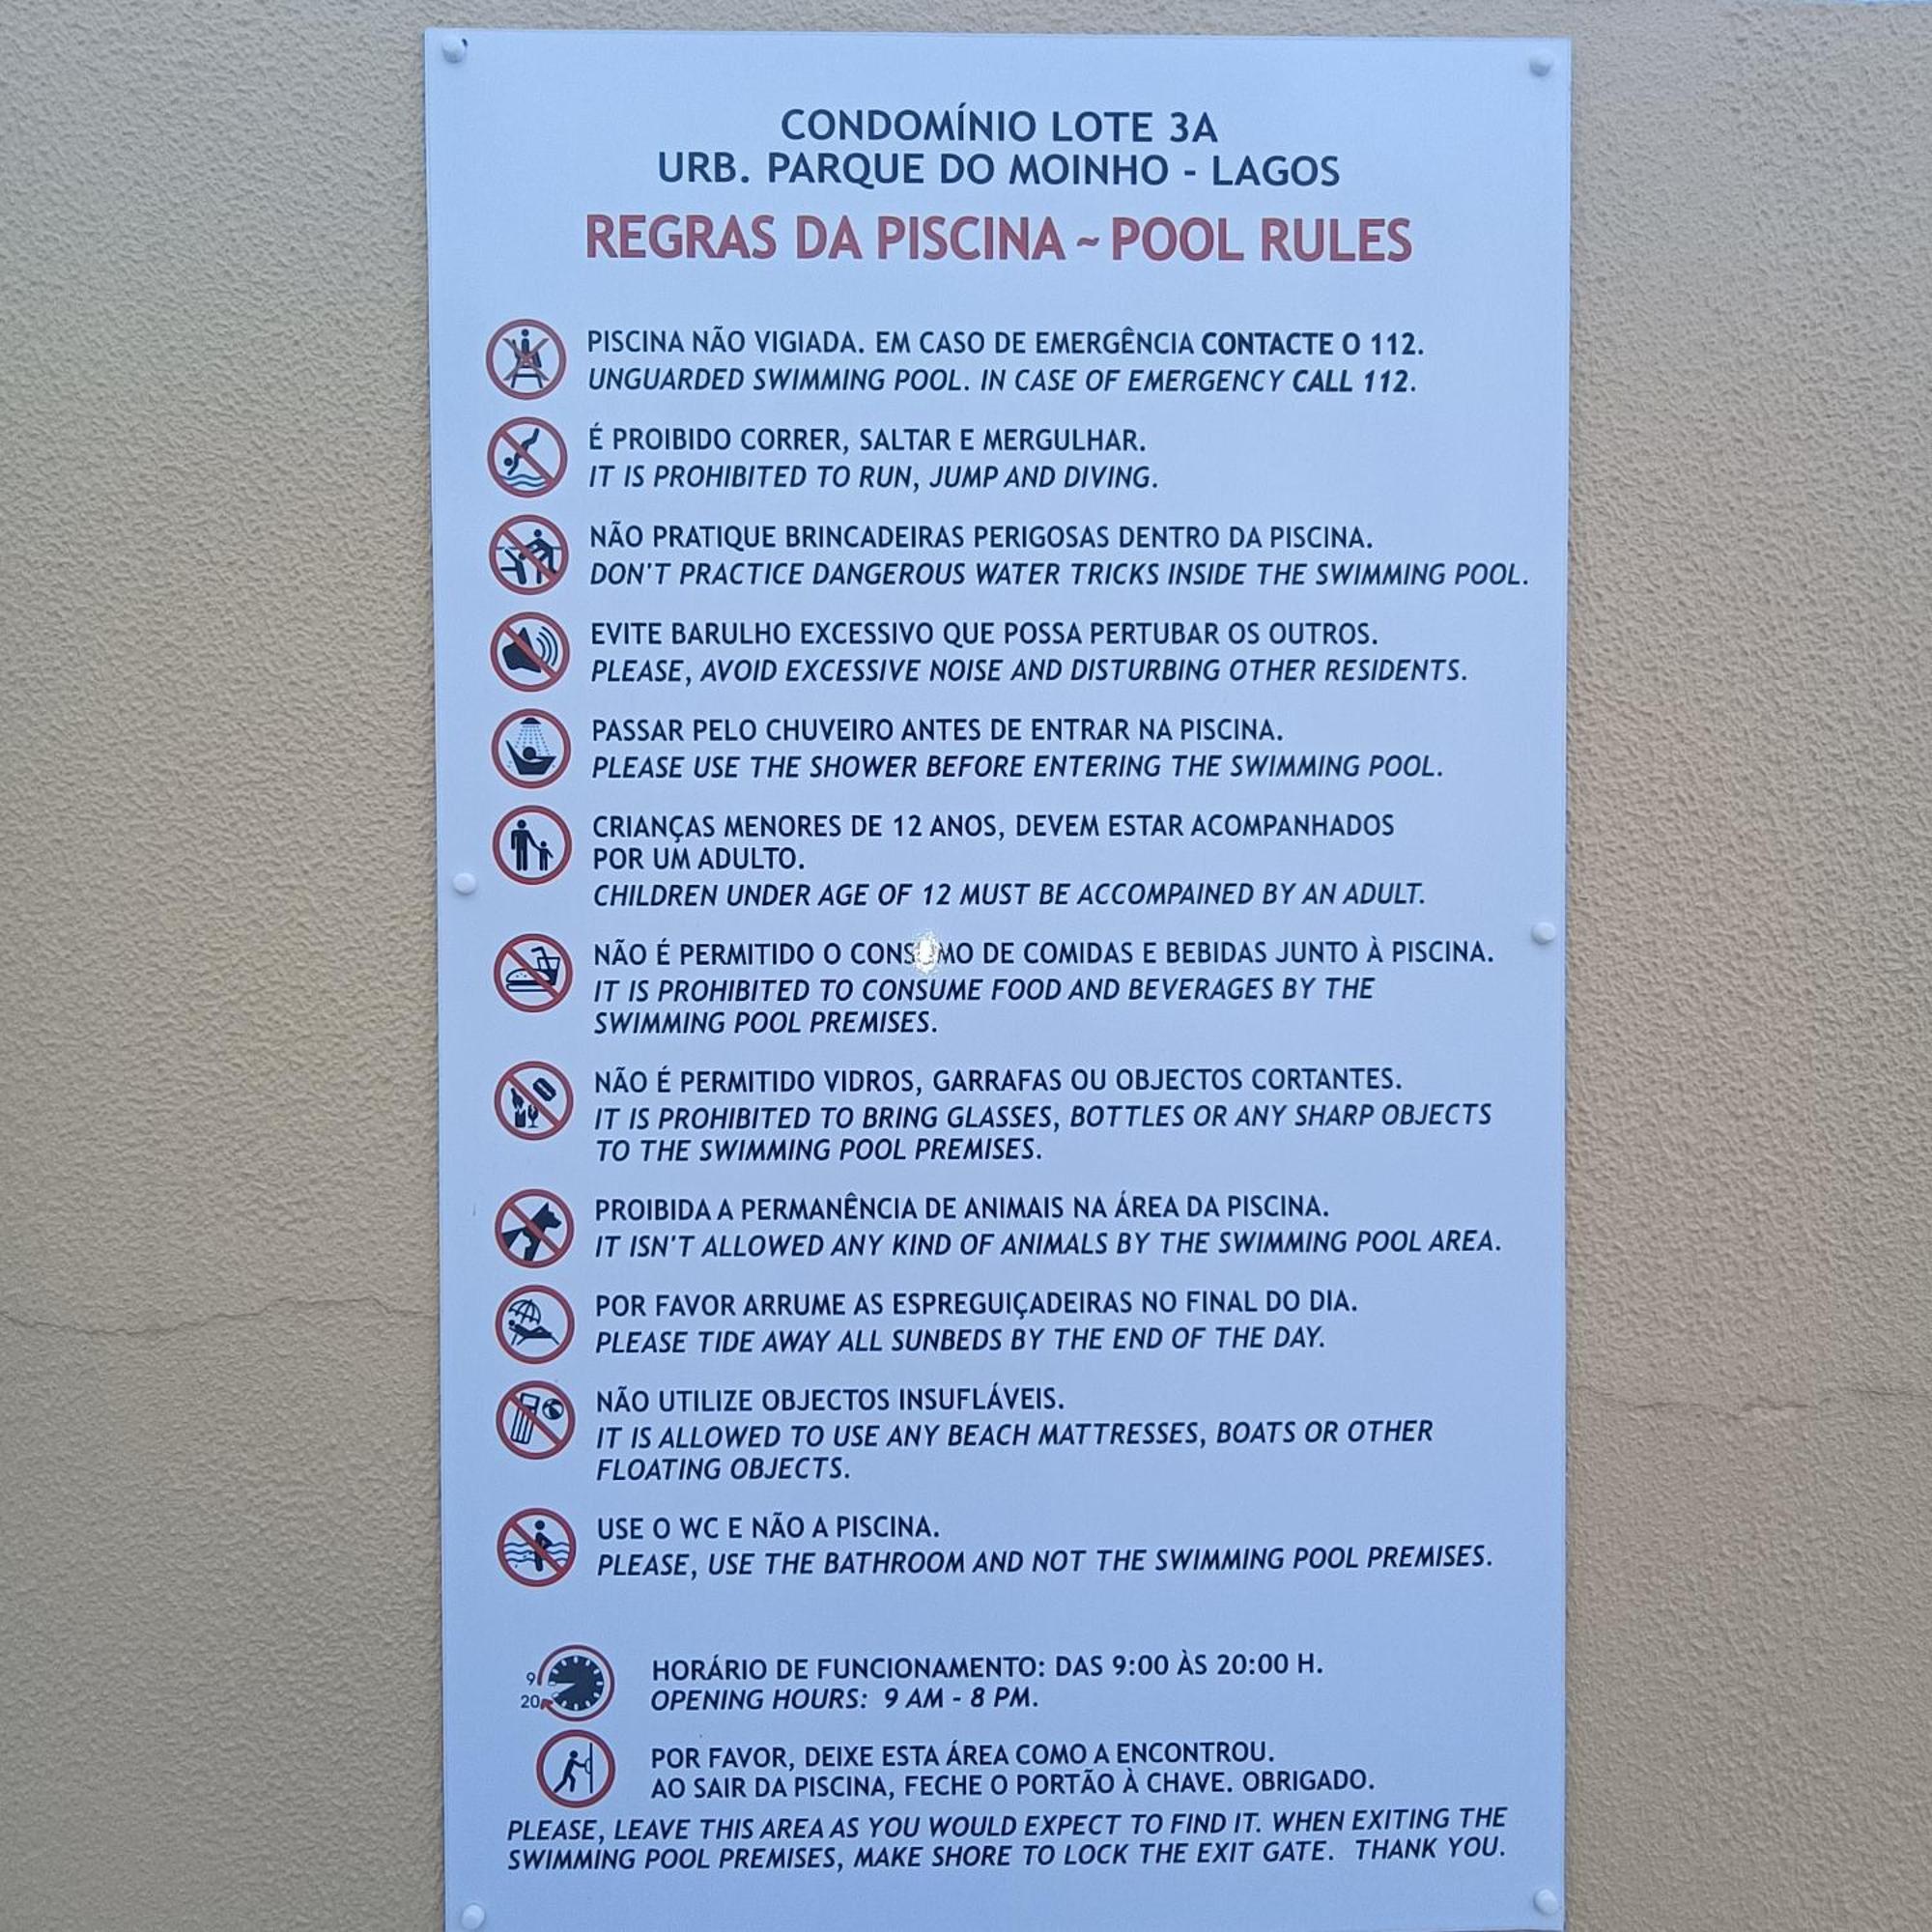 CONDOMÍNIO LOTE 3A
URB. PARQUE DO MOINHO - LAGOS
REGRAS DA PISCINA ~ POOL RULES
PISCINA NÃO VIGIADA. EM CASO DE EMERGÊNCIA CONTACTE O 112.
UNGUARDED SWIMMING POOL. IN CASE OF EMERGENCY CALL 112.
É PROIBIDO CORRER, SALTAR E MERGULHAR.
IT IS PROHIBITED TO RUN, JUMP AND DIVING.
NÃO PRATIQUE BRINCADEIRAS PERIGOSAS DENTRO DA PISCINA.
DON'T PRACTICE DANGEROUS WATER TRICKS INSIDE THE SWIMMING POOL.
EVITE BARULHO EXCESSIVO QUE POSSA PERTUBAR OS OUTROS.
PLEASE, AVOID EXCESSIVE NOISE AND DISTURBING OTHER RESIDENTS.
PASSAR PELO CHUVEIRO ANTES DE ENTRAR NA PISCINA.
PLEASE USE THE SHOWER BEFORE ENTERING THE SWIMMING POOL.
CRIANÇAS MENORES DE 12 ANOS, DEVEM ESTAR ACOMPANHADOS
POR UM ADULTO.
CHILDREN UNDER AGE OF 12 MUST BE ACCOMPAINED BY AN ADULT.
NÃO É PERMITIDO O CONSUMO DE COMIDAS E BEBIDAS JUNTO À PISCINA.
IT IS PROHIBITED TO CONSUME FOOD AND BEVERAGES BY THE
SWIMMING POOL PREMISES.
NÃO É PERMITIDO VIDROS, GARRAFAS OU OBJECTOS CORTANTES.
IT IS PROHIBITED TO BRING GLASSES, BOTTLES OR ANY SHARP OBJECTS
TO THE SWIMMING POOL PREMISES.
PROIBIDA A PERMANÊNCIA DE ANIMAIS NA ÁREA DA PISCINA.
IT ISN'T ALLOWED ANY KIND OF ANIMALS BY THE SWIMMING POOL AREA.
POR FAVOR ARRUME AS ESPREGUIÇADEIRAS NO FINAL DO DIA.
PLEASE TIDE AWAY ALL SUNBEDS BY THE END OF THE DAY.
NÃO UTILIZE OBJECTOS INSUFLÁVEIS.
IT IS ALLOWED TO USE ANY BEACH MATTRESSES, BOATS OR OTHER
FLOATING OBJECTS.
USE O WC E NÃO A PISCINA.
PLEASE, USE THE BATHROOM AND NOT THE SWIMMING POOL PREMISES.
9
20
HORÁRIO DE FUNCIONAMENTO: DAS 9:00 ÀS 20:00 H.
OPENING HOURS: 9 AM - 8 PM.
POR FAVOR, DEIXE ESTA ÁREA COMO A ENCONTROU.
AO SAIR DA PISCINA, FECHE O PORTÃO À CHAVE. OBRIGADO.
PLEASE, LEAVE THIS AREA AS YOU WOULD EXPECT TO FIND IT. WHEN EXITING THE
SWIMMING POOL PREMISES, MAKE SHORE TO LOCK THE EXIT GATE. THANK YOU.